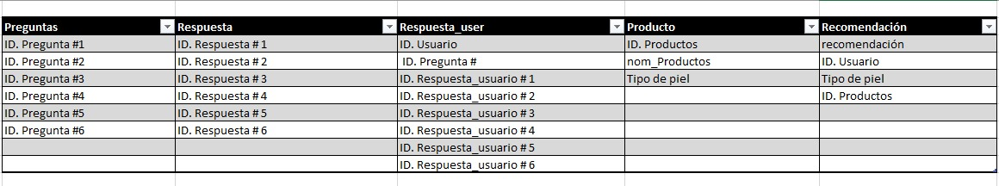 Preguntas Respuesta Respuesta_user Producto Recomendación
ID. Pregunta #1 ID. Respuesta # 1 ID. Usuario ID. Productos recomendación
ID. Pregunta #2 ID. Respuesta # 2 ID. Pregunta # nom_Productos ID. Usuario
ID. Pregunta #3 ID. Respuesta # 3 ID. Respuesta_usuario # 1 Tipo de piel Tipo de piel
ID. Pregunta #4 ID. Respuesta # 4 ID. Respuesta_usuario # 2 ID. Productos
ID. Pregunta #5 ID. Respuesta # 5 ID. Respuesta_usuario # 3
ID. Pregunta #6 ID. Respuesta # 6 ID. Respuesta_usuario # 4
ID. Respuesta_usuario # 5
ID. Respuesta_usuario # 6